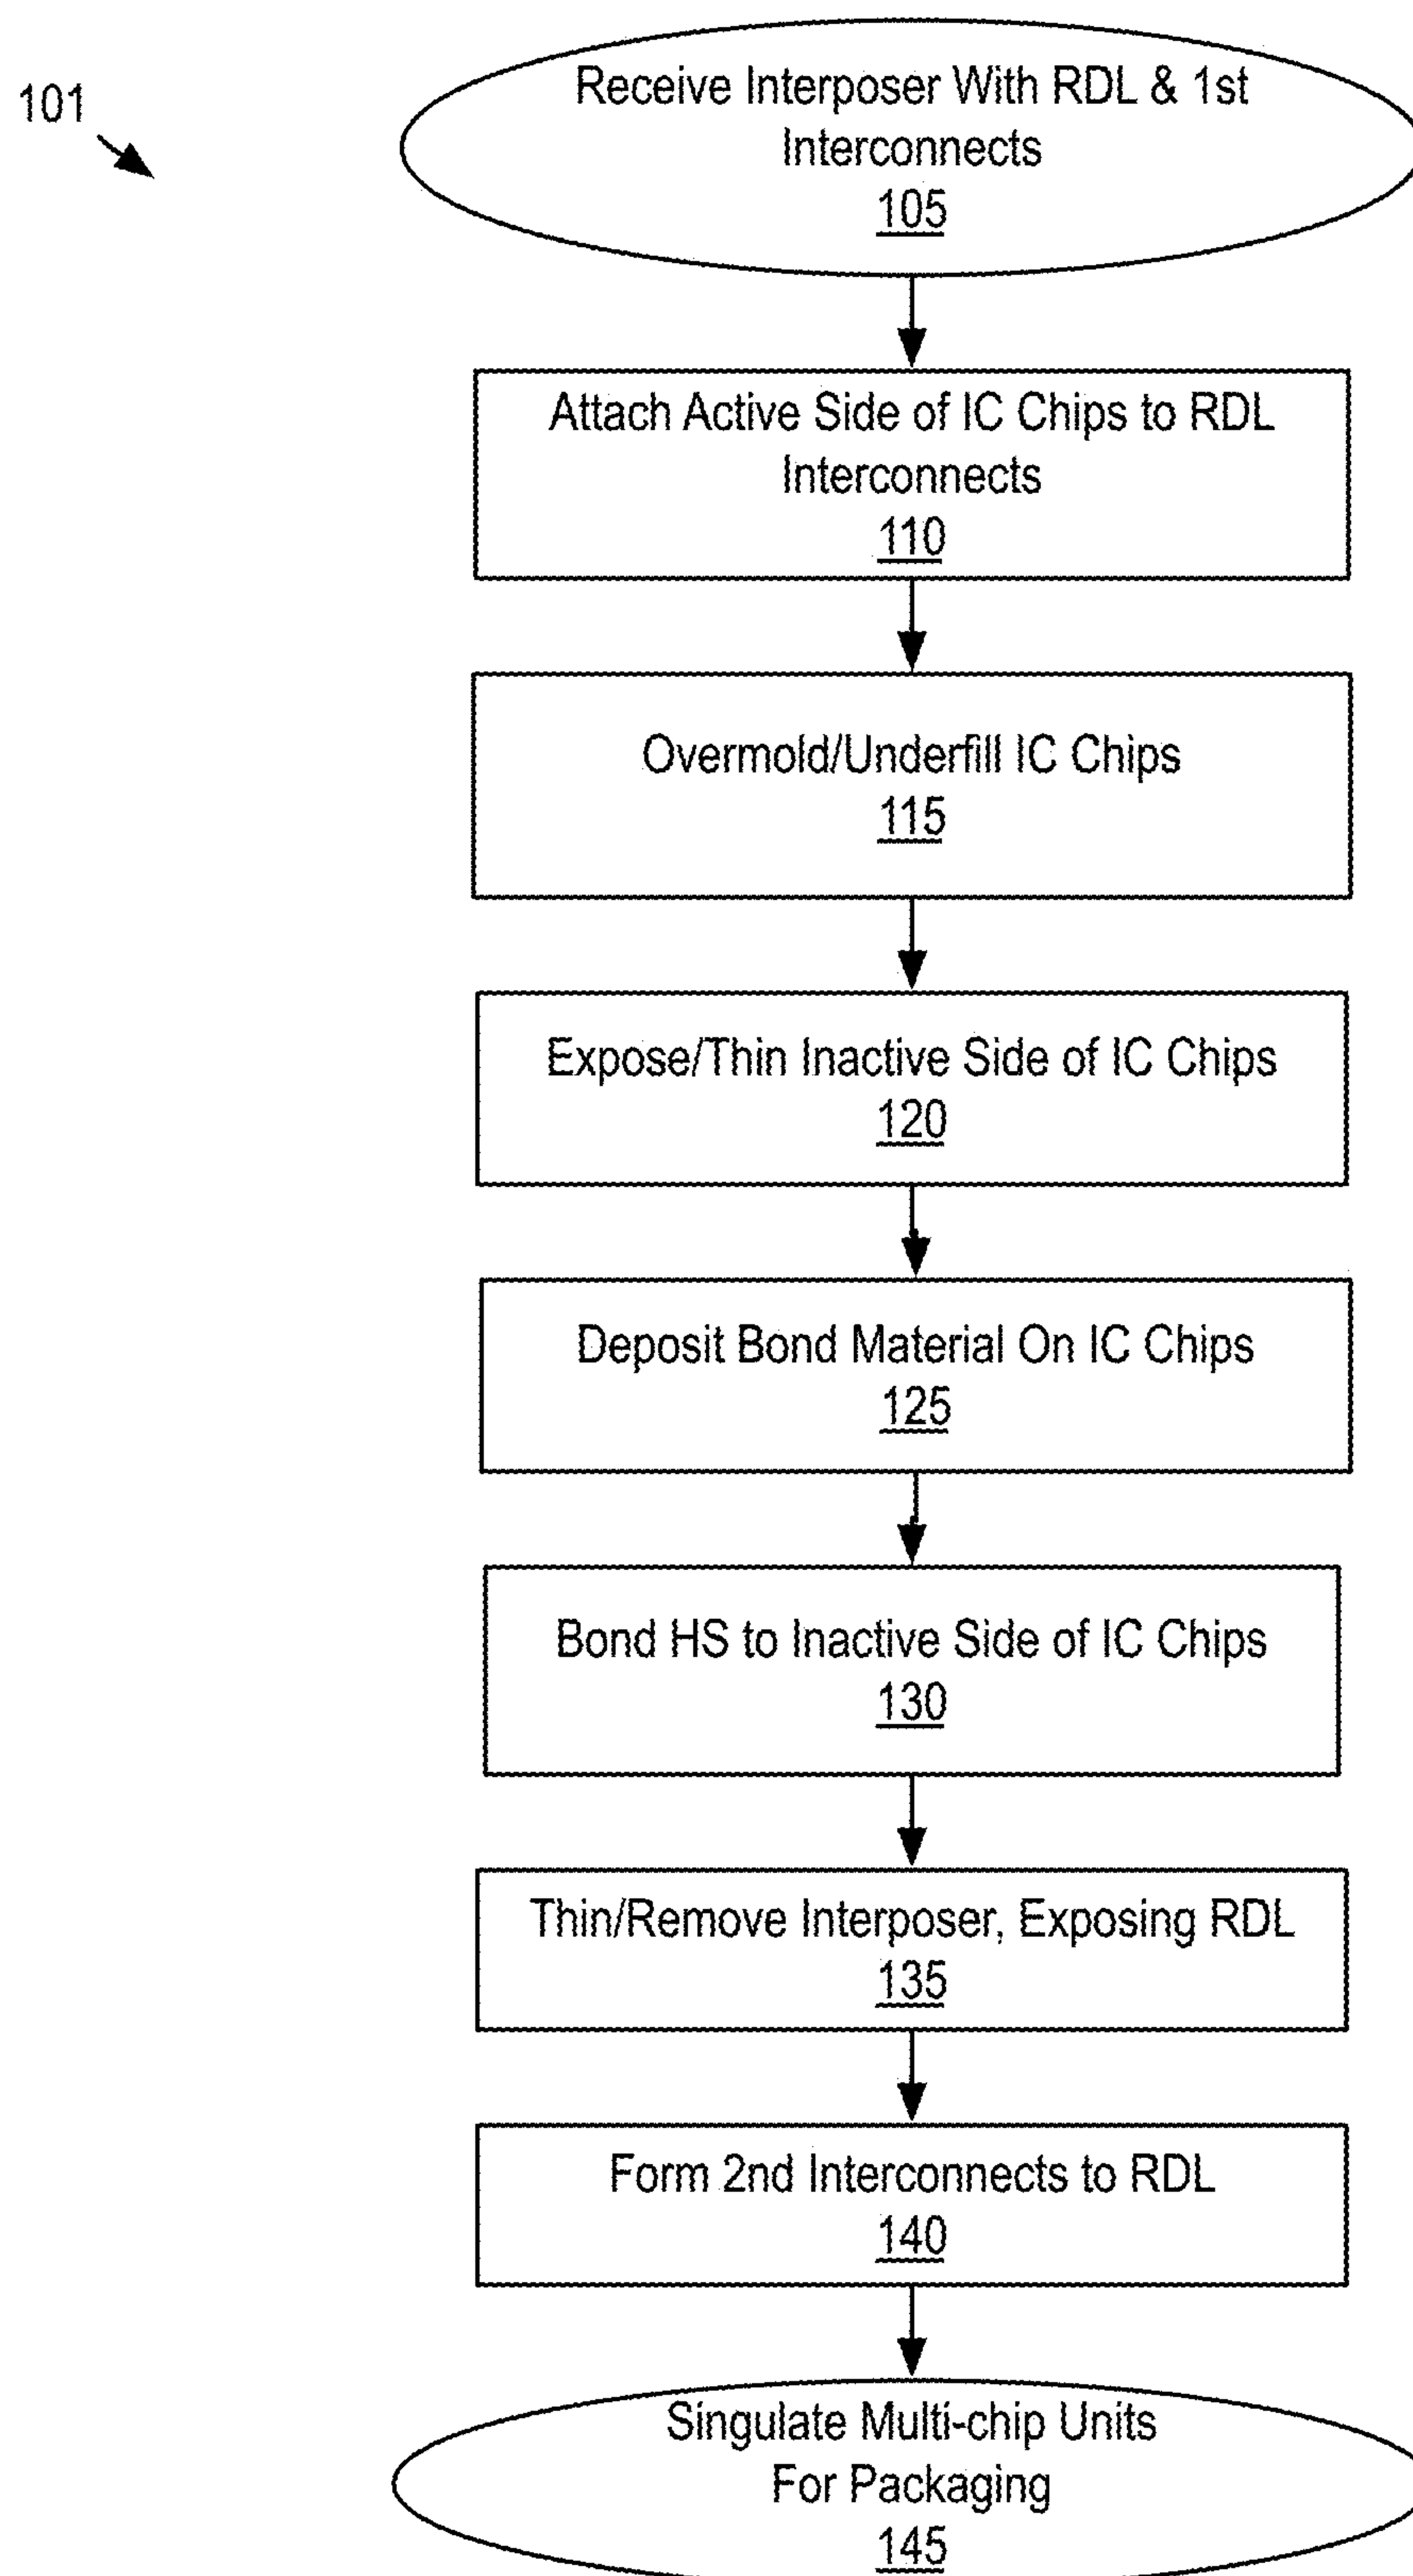 101
Receive Interposer With RDL & 1st
Interconnects
105
Attach Active Side of IC Chips to RDL
Interconnects
110
Overmold/Underfill IC Chips
115
Expose/Thin Inactive Side of IC Chips
120
Deposit Bond Material On IC Chips
125
Bond HS to Inactive Side of IC Chips
130
Thin/Remove Interposer, Exposing RDL
135
Form 2nd Interconnects to RDL
140
Singulate Multi-chip Units
For Packaging
145